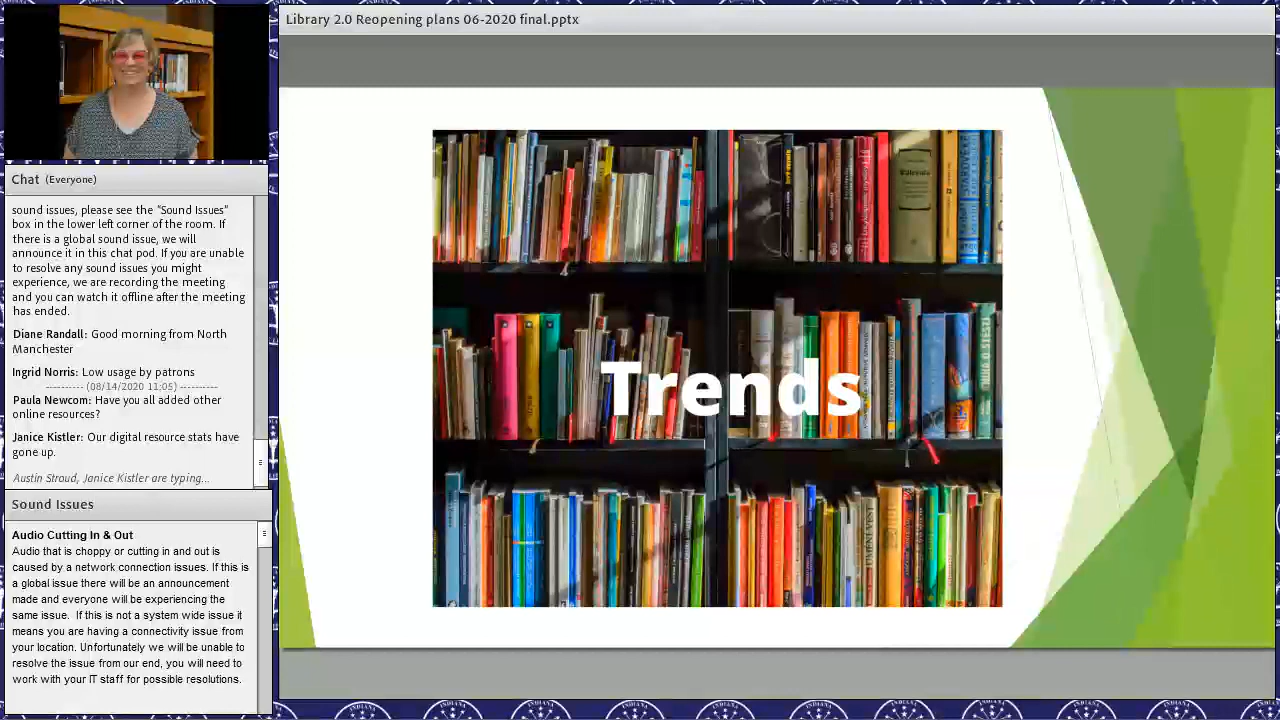 Library 2.0 Reopening plans 06-2020 final.pptx
Chat (Everyone)
sound issues, please see the "Sound Issues"
box in the lower left corner of the room. If
there is a global sound issue, we will
announce it in this chat pod. If you are unable
to resolve any sound issues you might
experience, we are recording the meeting
and you can watch it offline after the meeting
has ended.
Diane Randall: Good morning from North
Manchester
Ingrid Norris: Low usage by patrons
---------- (08/14/2020 11:05) ----------
Paula Newcom: Have you all added other
online resources?
Janice Kistler: Our digital resource stats have
gone up.
Austin Stroud, Janice Kistler are typing...
Sound Issues
Audio Cutting In & Out
Audio that is choppy or cutting in and out is
caused by a network connection issues. If this is
a global issue there will be an announcement
made and everyone will be experiencing the
same issue.  If this is not a system wide issue it
means you are having a connectivity issue from
your location. Unfortunately we will be unable to
resolve the issue from our end, you will need to
work with your IT staff for possible resolutions.
Trends
INDIANA